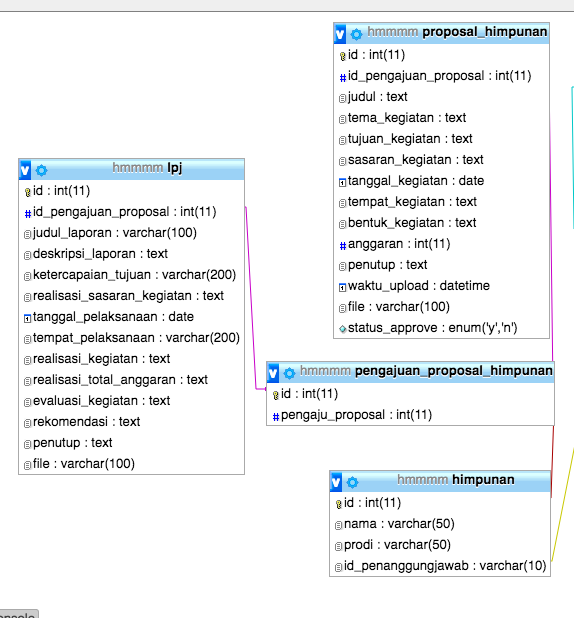 hmmmm proposal_himpunan
id : int(11)
id_pengajuan_proposal : int(11)
judul : text
tema_kegiatan : text
tujuan_kegiatan : text
sasaran_kegiatan : text
tanggal_kegiatan : date
tempat_kegiatan : text
bentuk_kegiatan : text
anggaran : int(11)
penutup : text
waktu_upload : datetime
file : varchar(100)
status_approve : enum('y','n')
hmmmm lpj
id : int(11)
id_pengajuan_proposal : int(11)
judul_laporan : varchar(100)
deskripsi_laporan : text
ketercapaian_tujuan : varchar(200)
realisasi_sasaran_kegiatan : text
tanggal_pelaksanaan : date
tempat_pelaksanaan : varchar(200)
realisasi_kegiatan : text
realisasi_total_anggaran : text
evaluasi_kegiatan : text
rekomendasi : text
penutup : text
file : varchar(100)
hmmmm pengajuan_proposal_himpunan
id : int(11)
pengaju_proposal : int(11)
hmmmm himpunan
id : int(11)
nama : varchar(50)
prodi : varchar(50)
id_penanggungjawab : varchar(10)